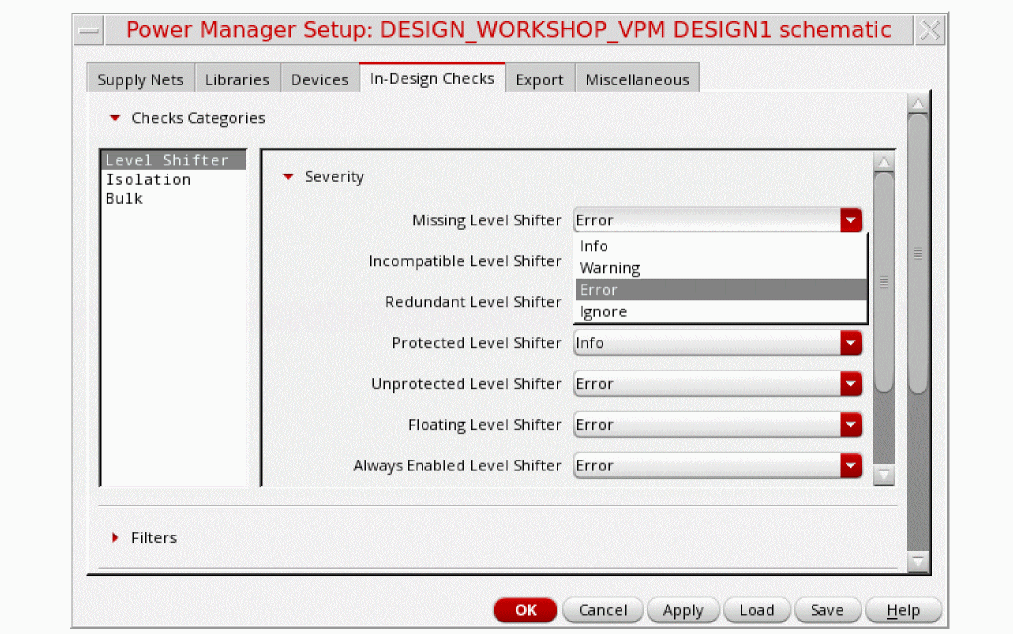 Power Manager Setup: DESIGN_WORKSHOP_VPM DESIGN1 schematic
Supply Nets Libraries Devices In-Design Checks Export Miscellaneous
Checks Categories
Level Shifter
Isolation
Bulk
Severity
Missing Level Shifter Error
Info
Incompatible Level Shifter
Warning
Error
Redundant Level Shifter
Ignore
Protected Level Shifter Info
Unprotected Level Shifter Error
Floating Level Shifter Error
Always Enabled Level Shifter Error
Filters
OK Cancel Apply Load Save Help